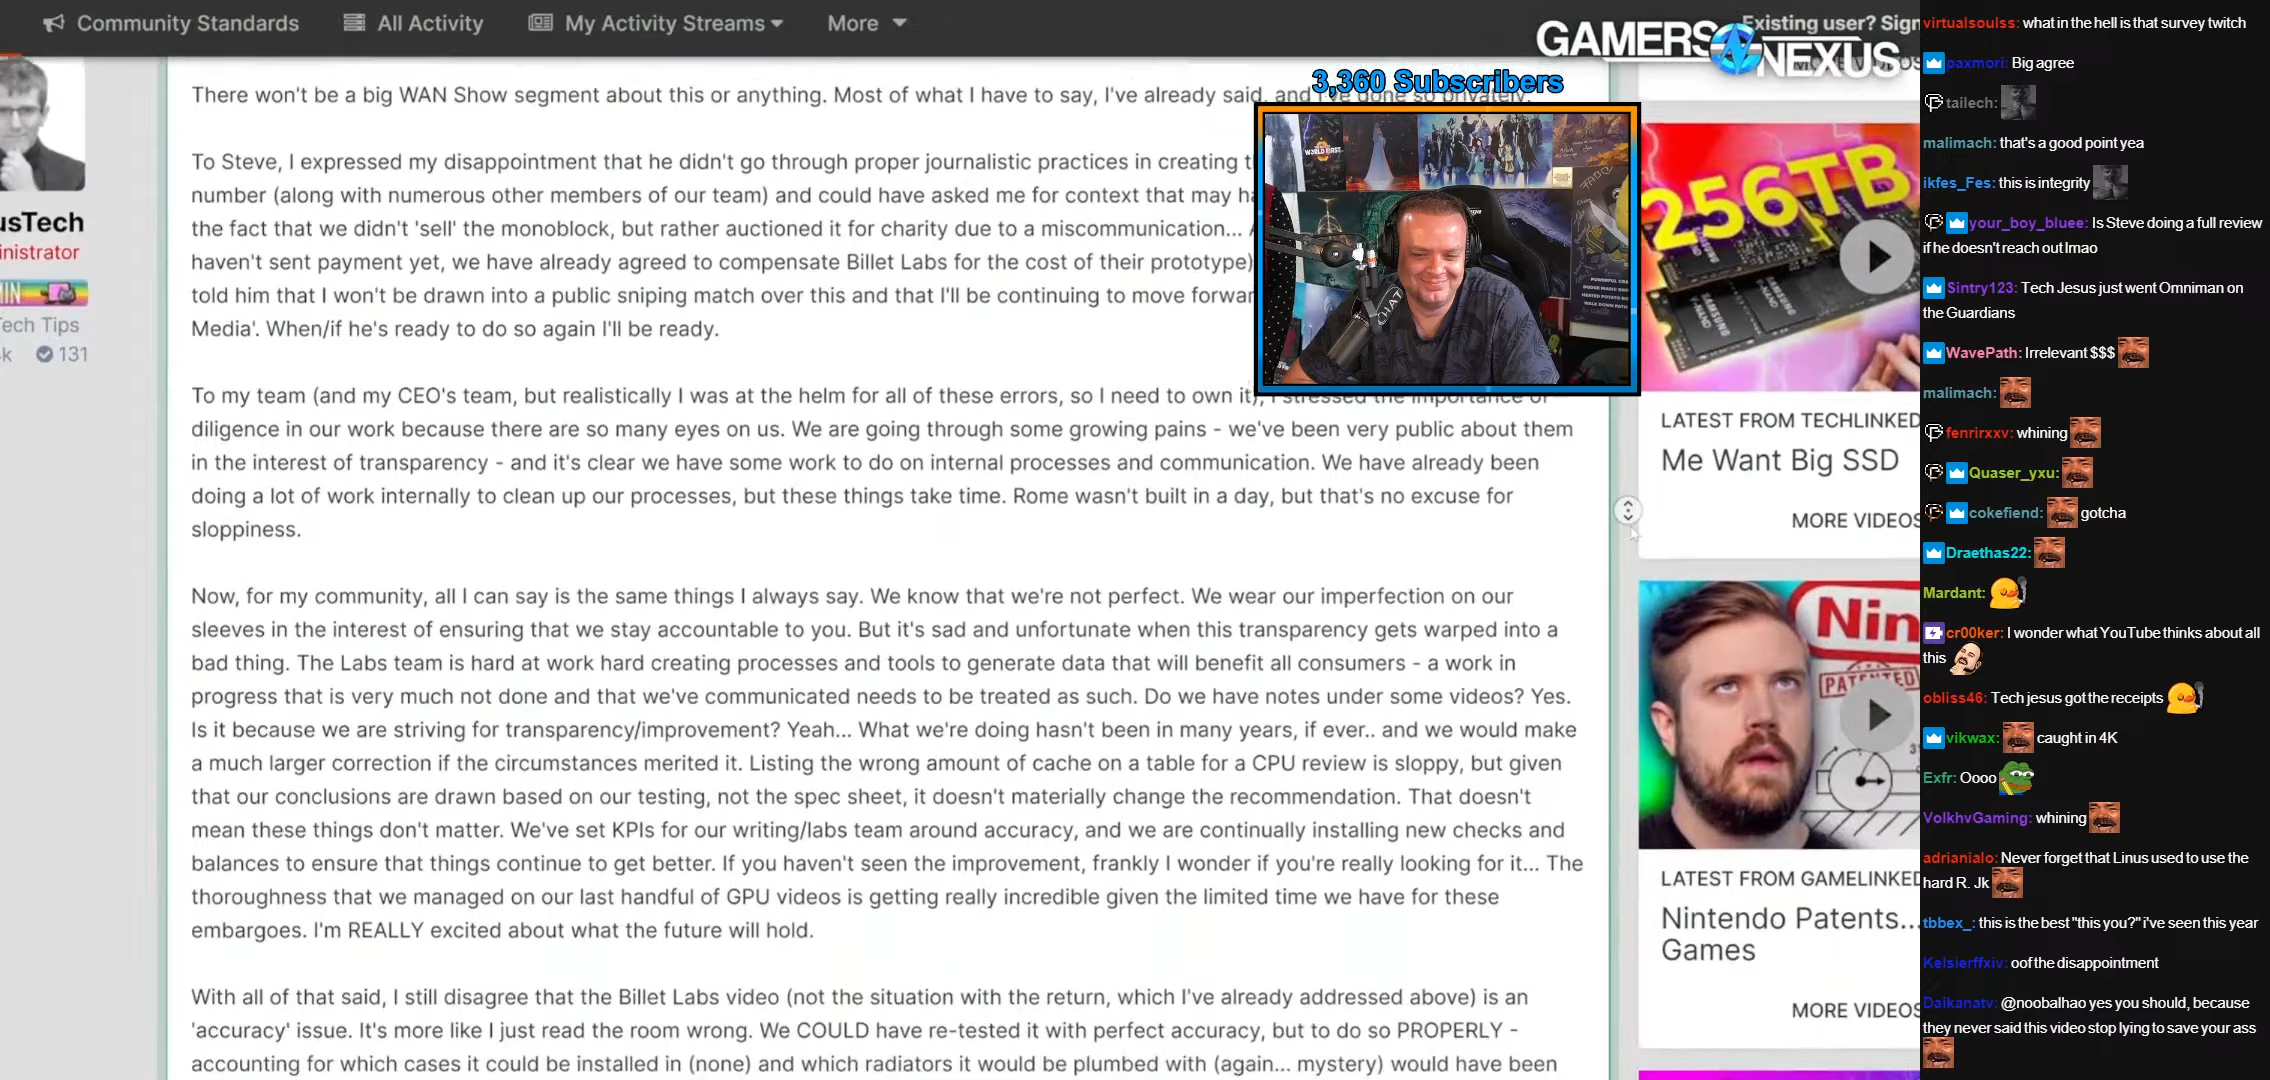 Community Standards
All Activity
My Activity Streams
More
Existing user? Sign
GAMERS
NEXUS
3,360 Subscribers
There won't be a big WAN Show segment about this or anything. Most of what I have to say, I've already said, and I've done so privately.
To Steve, I expressed my disappointment that he didn't go through proper journalistic practices in creating
number (along with numerous other members of our team) and could have asked me for context that may
the fact that we didn't 'sell' the monoblock, but rather auctioned it for charity due to a miscommunication...
haven't sent payment yet, we have already agreed to compensate Billet Labs for the cost of their prototype)
told him that I won't be drawn into a public sniping match over this and that I'll be continuing to move
Media'. When/if he's ready to do so again I'll be ready.
To my team (and my CEO's team, but realistically I was at the helm for all of these errors, so I need to own it), I stressed the importance of
diligence in our work because there are so many eyes on us. We are going through some growing pains - we've been very public about them
in the interest of transparency - and it's clear we have some work to do on internal processes and communication. We have already been
doing a lot of work internally to clean up our processes, but these things take time. Rome wasn't built in a day, but that's no excuse for
sloppiness.
Now, for my community, all I can say is the same things I always say. We know that we're not perfect. We wear our imperfection on our
sleeves in the interest of ensuring that we stay accountable to you. But it's sad and unfortunate when this transparency gets warped into a
bad thing. The Labs team is hard at work hard creating processes and tools to generate data that will benefit all consumers - a work in
progress that is very much not done and that we've communicated needs to be treated as such. Do we have notes under some videos? Yes.
Is it because we are striving for transparency/improvement? Yeah... What we're doing hasn't been in many years, if ever.. and we would make
a much larger correction if the circumstances merited it. Listing the wrong amount of cache on a table for a CPU review is sloppy, but given
that our conclusions are drawn based on our testing, not the spec sheet, it doesn't materially change the recommendation. That doesn't
mean these things don't matter. We've set KPIs for our writing/labs team around accuracy, and we are continually installing new checks and
balances to ensure that things continue to get better. If you haven't seen the improvement, frankly I wonder if you're really looking for it... The
thoroughness that we managed on our last handful of GPU videos is getting really incredible given the limited time we have for these
embargoes. I'm REALLY excited about what the future will hold.
With all of that said, I still disagree that the Billet Labs video (not the situation with the return, which I've already addressed above) is an
'accuracy' issue. It's more like I just read the room wrong. We COULD have re-tested it with perfect accuracy, but to do so PROPERLY -
accounting for which cases it could be installed in (none) and which radiators it would be plumbed with (again... mystery) would have been
usTech
inistrator
IN
Tech Tips
k 131
WORLD FIRST
CHAT
256TB
SAMSUNG
LATEST FROM TECHLINKED
Me Want Big SSD
MORE VIDEOS
Nin
PATENTED
LATEST FROM GAMELINKED
Nintendo Patents...
Games
MORE VIDEOS
virtualsoulss: what in the hell is that survey twitch
paxmori: Big agree
tailech:
malimach: that's a good point yea
ikfes_Fes: this is integrity
your_boy_bluee: Is Steve doing a full review
if he doesn't reach out lmao
Sintry123: Tech Jesus just went Omniman on
the Guardians
WavePath: Irrelevant $$$
malimach:
fenrirxxv: whining
Quaser_yxu:
cokefiend: gotcha
Draethas22:
Mardant:
cr00ker: I wonder what YouTube thinks about all
this
obliss46: Tech jesus got the receipts
vikwax: caught in 4K
Exfr: Oooo
VolkhvGaming: whining
adrianialo: Never forget that Linus used to use the
hard R. Jk
tbbex_: this is the best "this you?" i've seen this year
Kelsierffxiv: oof the disappointment
Daikanatv: @noobalhao yes you should, because
they never said this video stop lying to save your ass